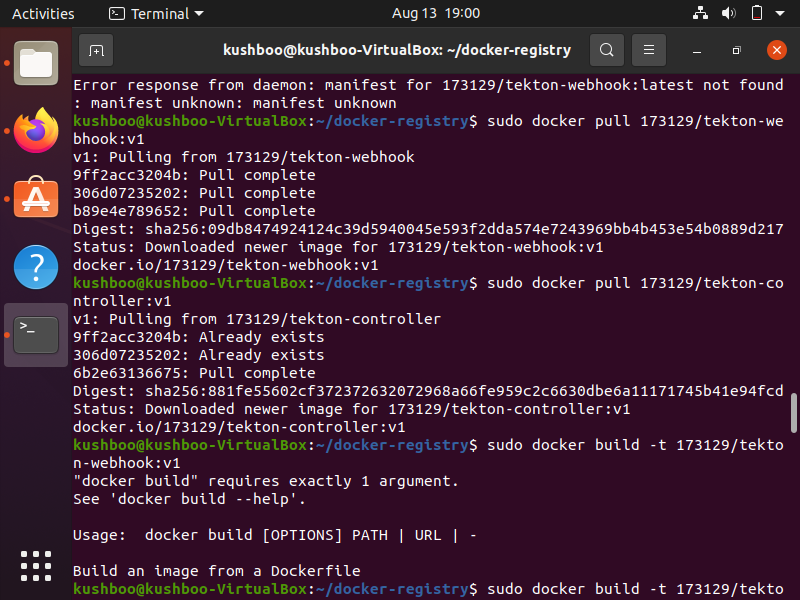 Activities Terminal Aug 13 19:00
kushboo@kushboo-VirtualBox: ~/docker-registry
Error response from daemon: manifest for 173129/tekton-webhook:latest not found
: manifest unknown: manifest unknown
kushboo@kushboo-VirtualBox:~/docker-registry$ sudo docker pull 173129/tekton-we
bhook:v1
v1: Pulling from 173129/tekton-webhook
9ff2acc3204b: Pull complete
306d07235202: Pull complete
b89e4e789652: Pull complete
Digest: sha256:09db8474924124c39d5940045e593f2dda574e7243969bb4b453e54b0889d217
Status: Downloaded newer image for 173129/tekton-webhook:v1
docker.io/173129/tekton-webhook:v1
kushboo@kushboo-VirtualBox:~/docker-registry$ sudo docker pull 173129/tekton-co
ntroller:v1
v1: Pulling from 173129/tekton-controller
9ff2acc3204b: Already exists
306d07235202: Already exists
6b2e63136675: Pull complete
Digest: sha256:881fe55602cf372372632072968a66fe959c2c6630dbe6a11171745b41e94fcd
Status: Downloaded newer image for 173129/tekton-controller:v1
docker.io/173129/tekton-controller:v1
kushboo@kushboo-VirtualBox:~/docker-registry$ sudo docker build -t 173129/tekto
n-webhook:v1
"docker build" requires exactly 1 argument.
See 'docker build --help'.
Usage:  docker build [OPTIONS] PATH | URL | -
Build an image from a Dockerfile
kushboo@kushboo-VirtualBox:~/docker-registry$ sudo docker build -t 173129/tekto